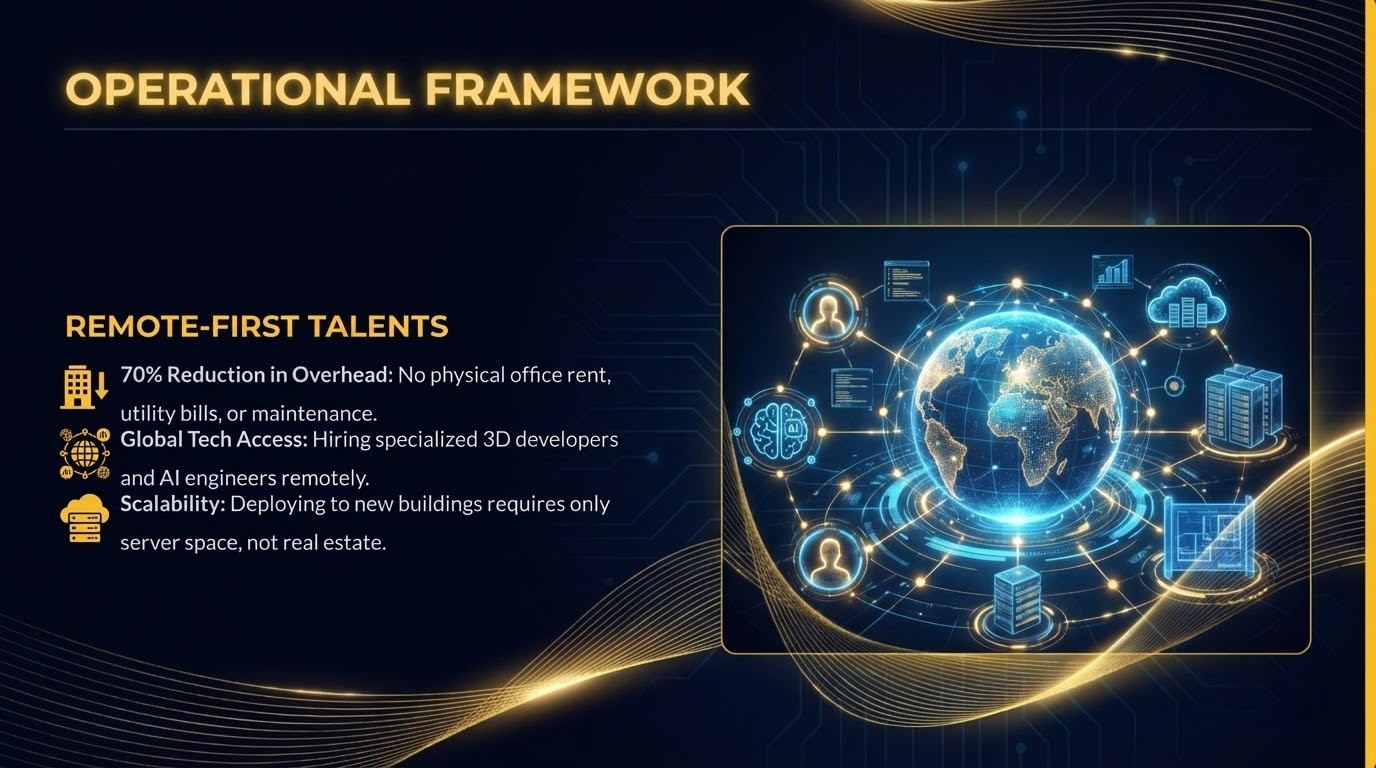 OPERATIONAL FRAMEWORK
REMOTE-FIRST TALENTS
70% Reduction in Overhead: No physical office rent,
utility bills, or maintenance.
Global Tech Access: Hiring specialized 3D developers
and AI engineers remotely.
Scalability: Deploying to new buildings requires only
server space, not real estate.